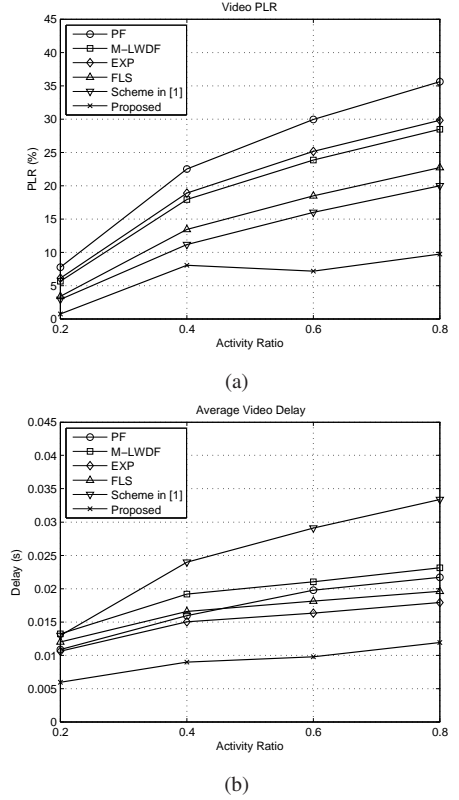 Video PLR
45
40
35
30
25
20
15
10
5
0
PLR (%)
PF
M-LWDF
EXP
FLS
Scheme in [1]
Proposed
0.2 0.4 0.6 0.8
Activity Ratio
(a)
Average Video Delay
0.045
0.04
0.035
0.03
0.025
0.02
0.015
0.01
0.005
0
Delay (s)
PF
M-LWDF
EXP
FLS
Scheme in [1]
Proposed
0.2 0.4 0.6 0.8
Activity Ratio
(b)